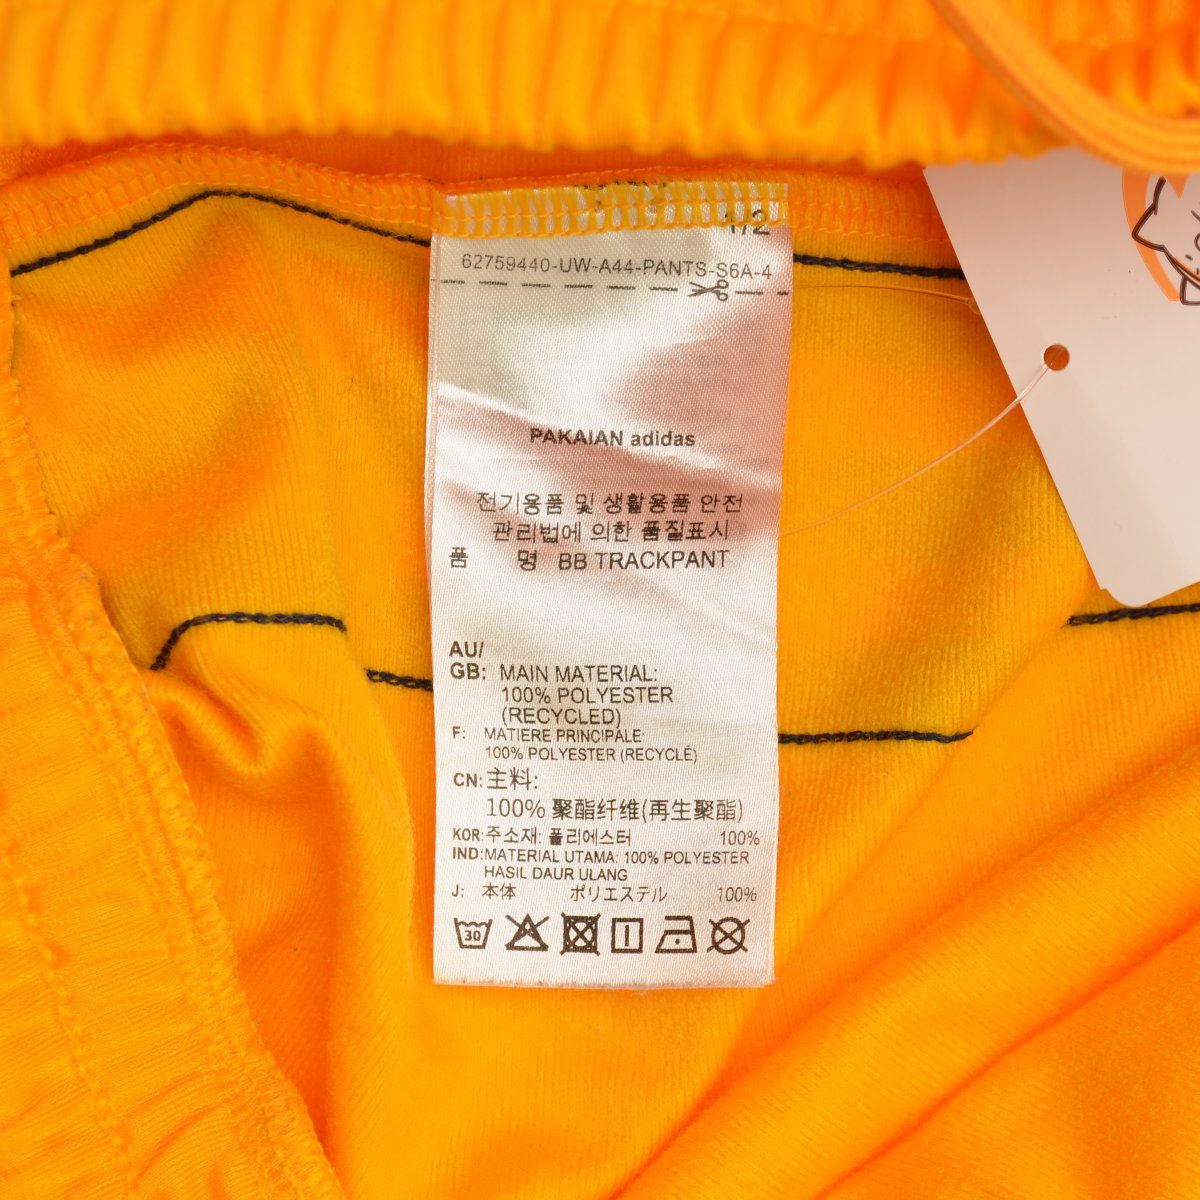 1/2
62759440-UW-A44-PANTS-S6A-4
PAKAIAN adidas
전기용품 및 생활용품 안전
관리법에 의한 품질표시
품 명 BB TRACKPANT
AU/
GB: MAIN MATERIAL:
100% POLYESTER
(RECYCLED)
F: MATIERE PRINCIPALE
100% POLYESTER (RECYCLÉ)
CN: 主料:
100% 聚酯纤维(再生聚酯)
KOR: 주소재: 폴리에스터 100%
IND: MATERIAL UTAMA: 100% POLYESTER
HASIL DAUR ULANG
J: 本体 ポリエステル 100%
30